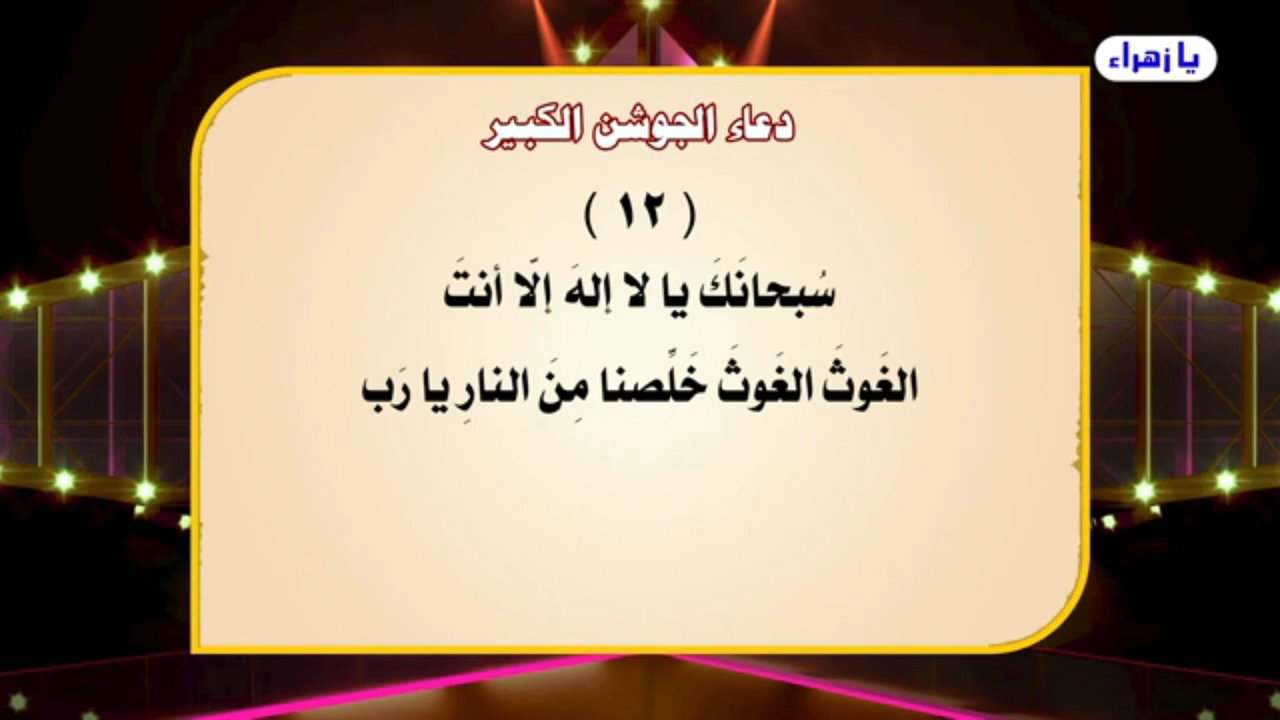 يا زهراء
دعاء الجوشن الكبير
( ١٢ )
سُبحانَكَ يا لا إلهَ إلّا أنتَ
الغَوثَ الغَوثَ خَلِّصنا مِنَ النارِ يا رَب